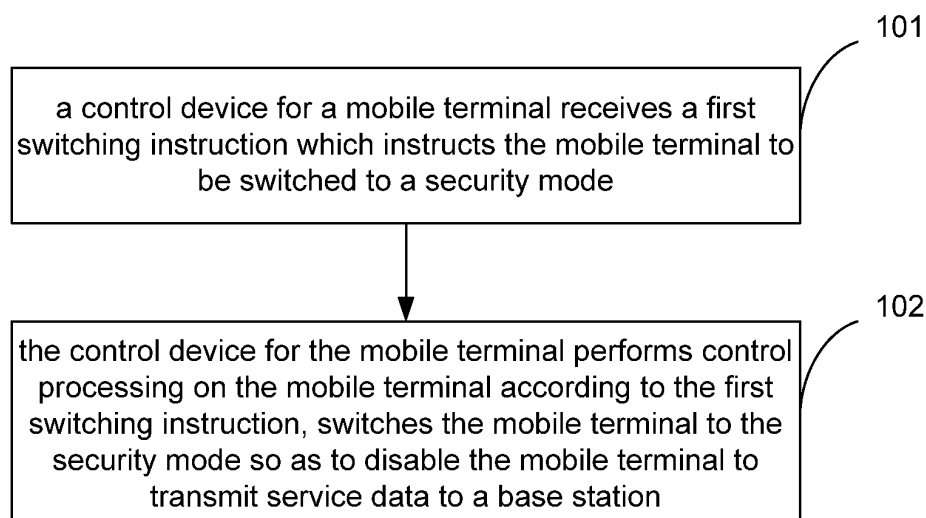 101
a control device for a mobile terminal receives a first
switching instruction which instructs the mobile terminal to
be switched to a security mode
102
the control device for the mobile terminal performs control
processing on the mobile terminal according to the first
switching instruction, switches the mobile terminal to the
security mode so as to disable the mobile terminal to
transmit service data to a base station